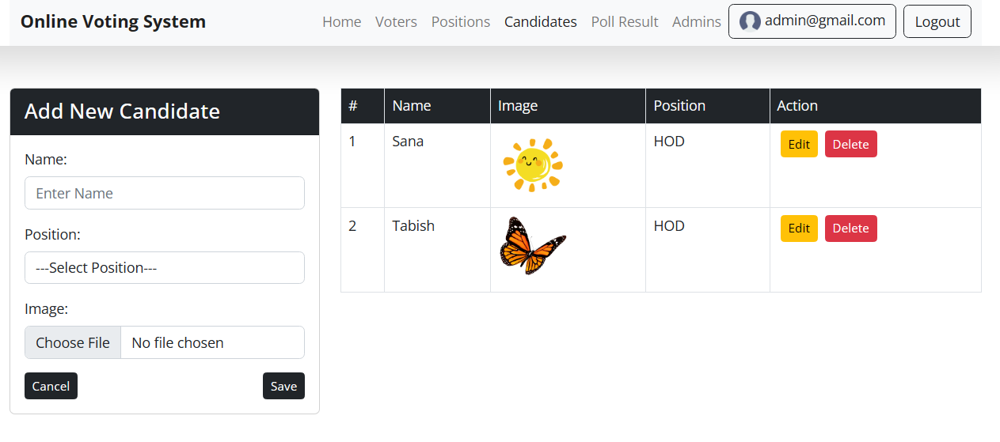 Online Voting System Home Voters Positions Candidates Poll Result Admins admin@gmail.com Logout
Add New Candidate
Name:
Enter Name
Position:
---Select Position---
Image:
Choose File No file chosen
Cancel Save
# Name Image Position Action
1 Sana HOD Edit Delete
2 Tabish HOD Edit Delete